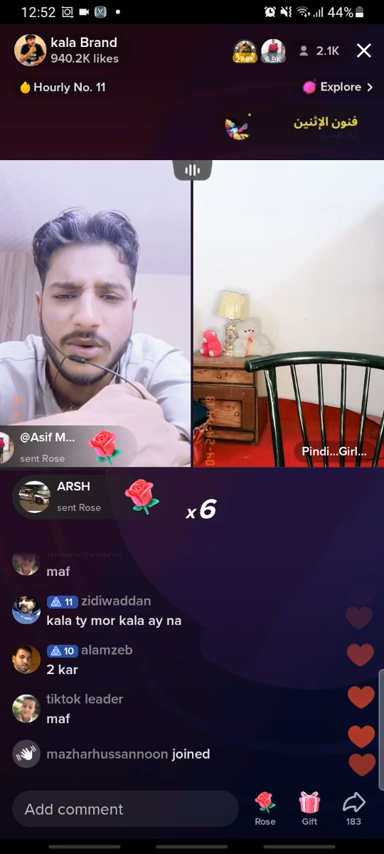 12:52
44%
kala Brand
940.2K likes
2.1K
Hourly No. 11
Explore
فنون الإثنين
@Asif M...
sent Rose
Pindi...Girl...
ARSH
sent Rose
x6
maf
11 zidiwaddan
kala ty mor kala ay na
10 alamzeb
2 kar
tiktok leader
maf
mazharhussannoon joined
Add comment
Rose
Gift
183